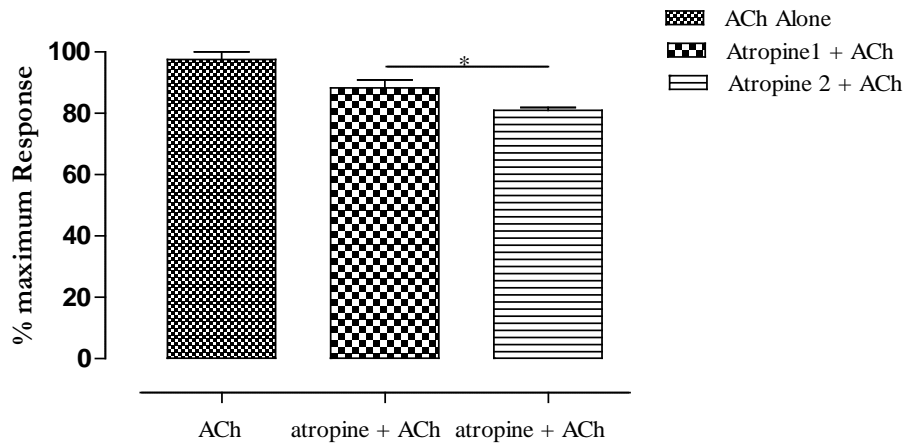 ACh Alone
Atropine1 + ACh
Atropine 2 + ACh
% maximum Response
100
80
60
40
20
0
*
ACh
atropine + ACh
atropine + ACh